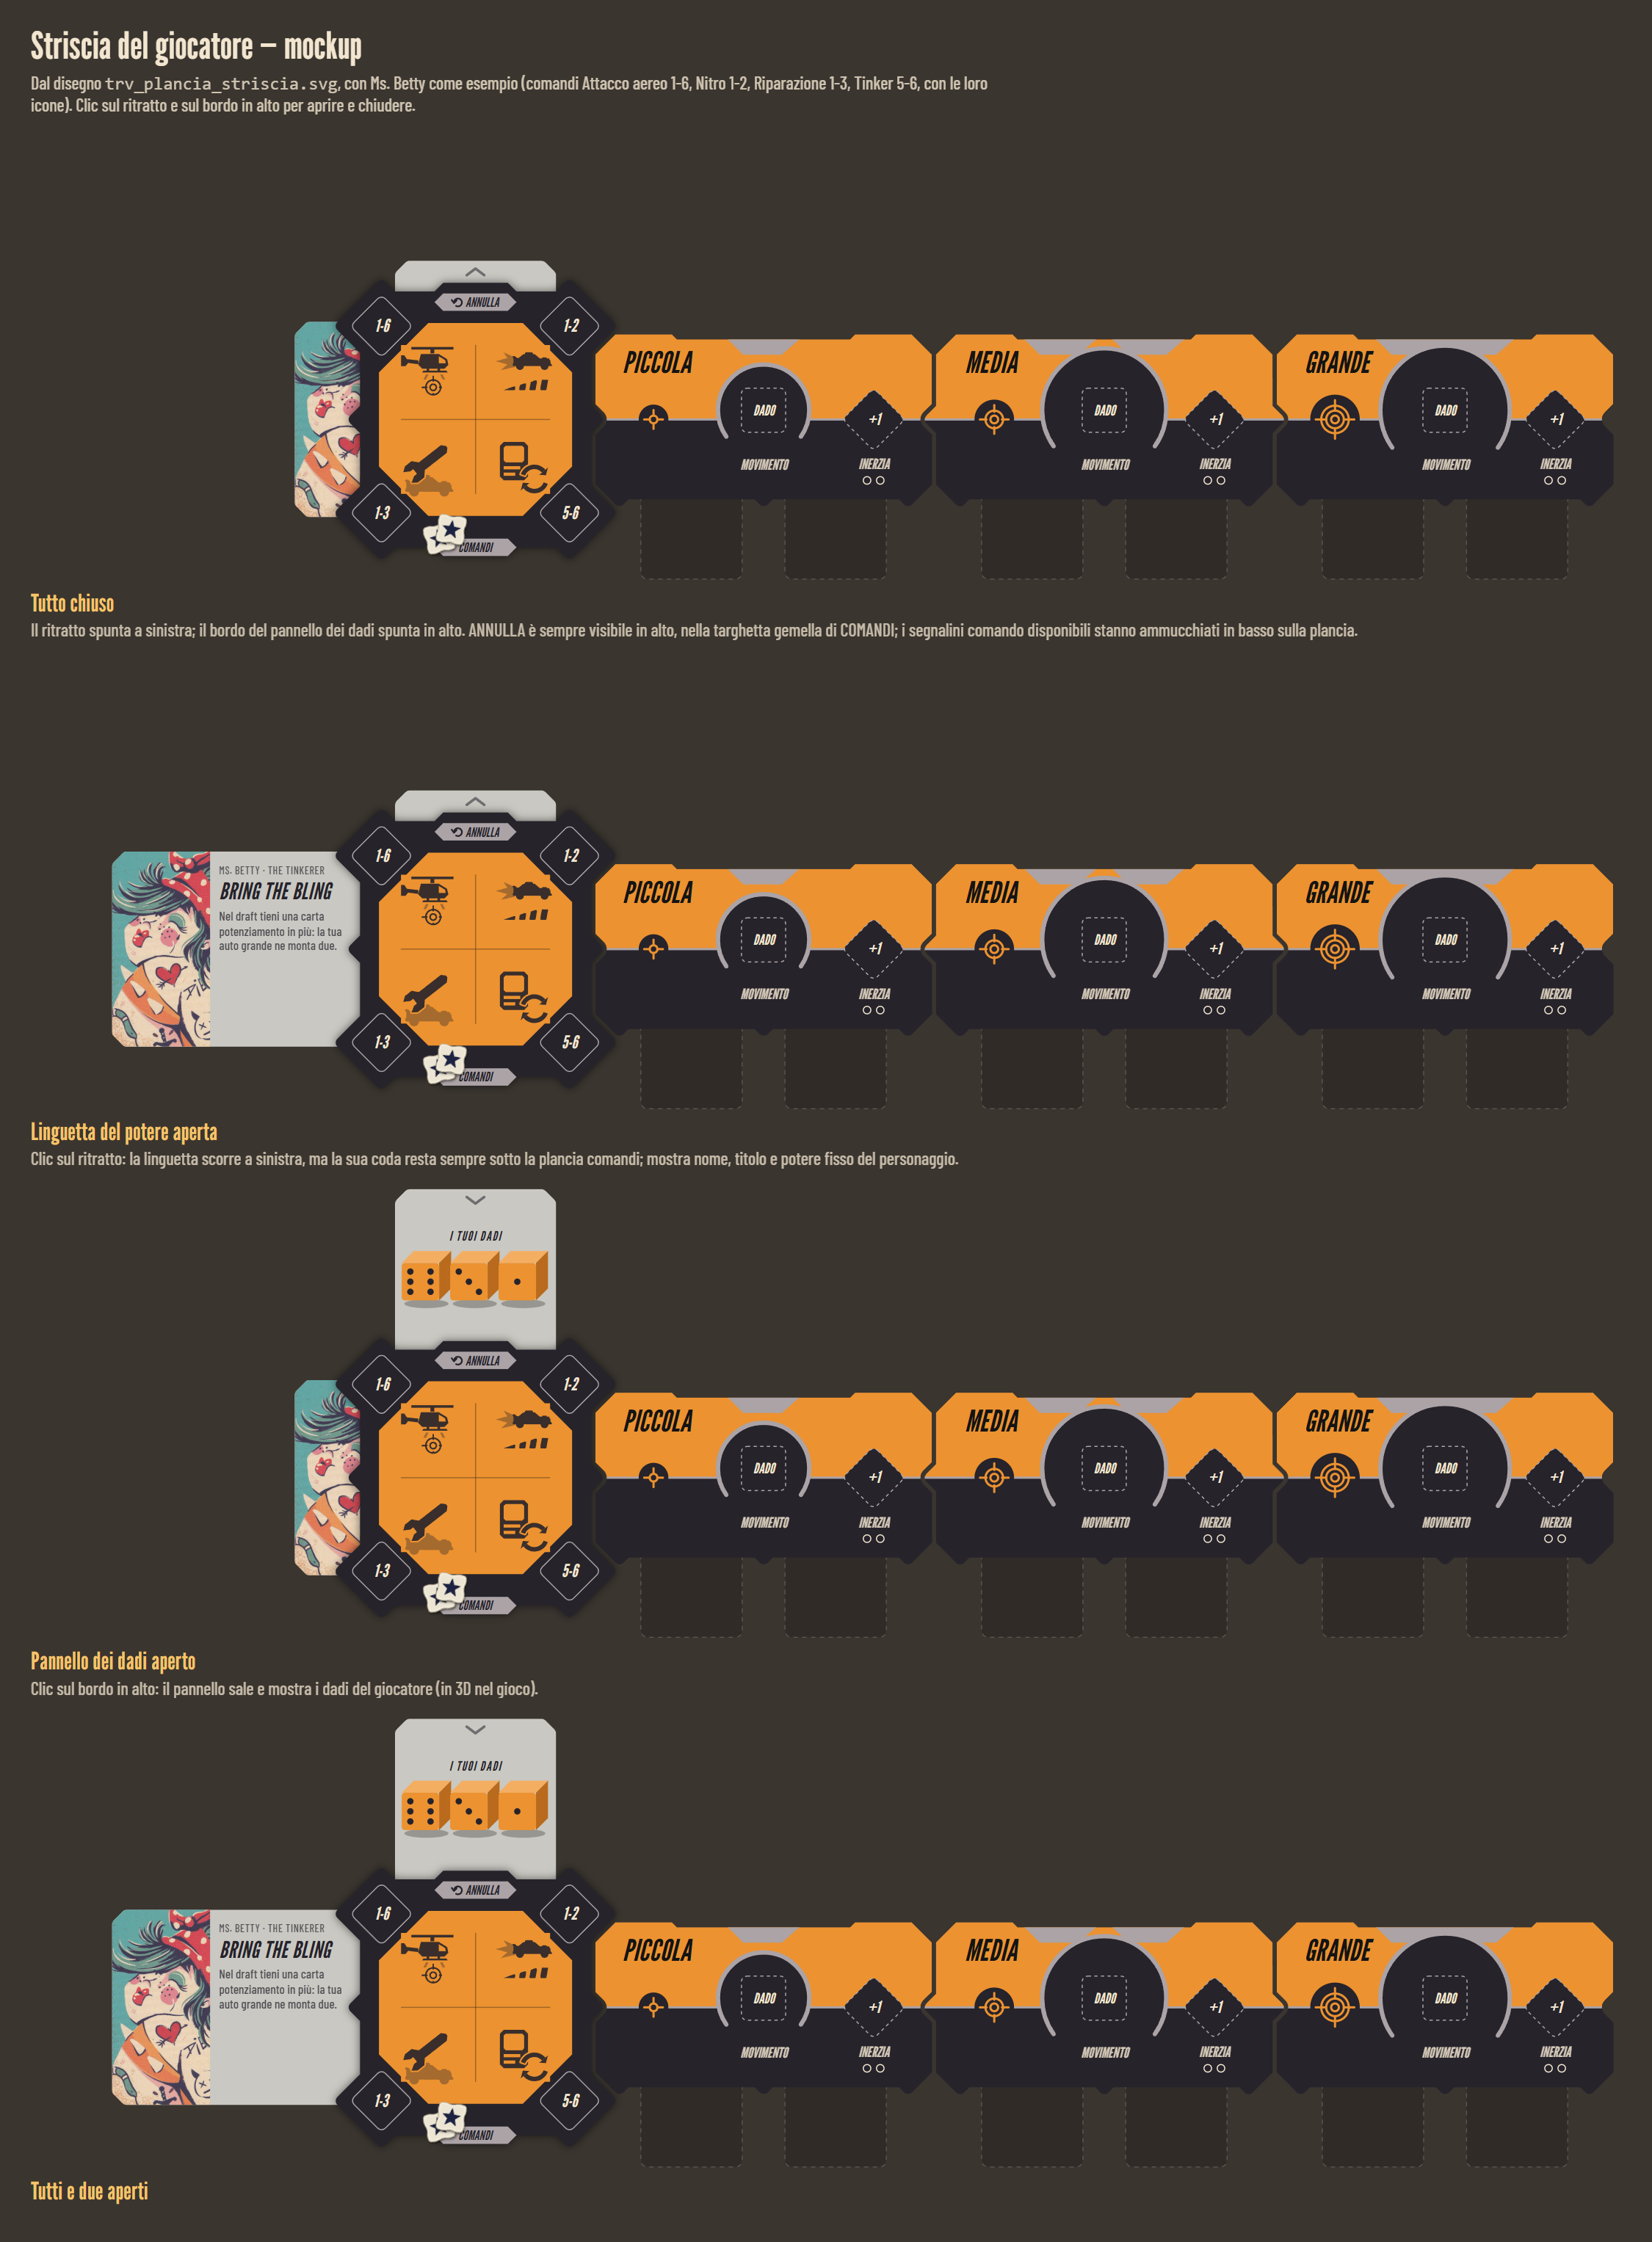 Striscia del giocatore – mockup
Dal disegno trv_plancia_striscia.svg, con Ms. Betty come esempio (comandi Attacco aereo 1-6, Nitro 1-2, Riparazione 1-3, Tinker 5-6, con le loro
icone). Clic sul ritratto e sul bordo in alto per aprire e chiudere.
ANNULLA
1-6
1-2
PICCOLA
MEDIA
GRANDE
DADO
+1
DADO
+1
DADO
+1
MOVIMENTO
INERZIA
MOVIMENTO
INERZIA
MOVIMENTO
INERZIA
1-3
5-6
COMANDI
Tutto chiuso
Il ritratto spunta a sinistra; il bordo del pannello dei dadi spunta in alto. ANNULLA è sempre visibile in alto, nella targhetta gemella di COMANDI; i segnalini comando disponibili stanno ammucchiati in basso sulla plancia.
ANNULLA
1-6
1-2
MS. BETTY · THE TINKERER
BRING THE BLING
Nel draft tieni una carta
potenziamento in più: la tua
auto grande ne monta due.
PICCOLA
MEDIA
GRANDE
DADO
+1
DADO
+1
DADO
+1
MOVIMENTO
INERZIA
MOVIMENTO
INERZIA
MOVIMENTO
INERZIA
1-3
5-6
COMANDI
Linguetta del potere aperta
Clic sul ritratto: la linguetta scorre a sinistra, ma la sua coda resta sempre sotto la plancia comandi; mostra nome, titolo e potere fisso del personaggio.
I TUOI DADI
ANNULLA
1-6
1-2
PICCOLA
MEDIA
GRANDE
DADO
+1
DADO
+1
DADO
+1
MOVIMENTO
INERZIA
MOVIMENTO
INERZIA
MOVIMENTO
INERZIA
1-3
5-6
COMANDI
Pannello dei dadi aperto
Clic sul bordo in alto: il pannello sale e mostra i dadi del giocatore (in 3D nel gioco).
I TUOI DADI
ANNULLA
1-6
1-2
MS. BETTY · THE TINKERER
BRING THE BLING
Nel draft tieni una carta
potenziamento in più: la tua
auto grande ne monta due.
PICCOLA
MEDIA
GRANDE
DADO
+1
DADO
+1
DADO
+1
MOVIMENTO
INERZIA
MOVIMENTO
INERZIA
MOVIMENTO
INERZIA
1-3
5-6
COMANDI
Tutti e due aperti